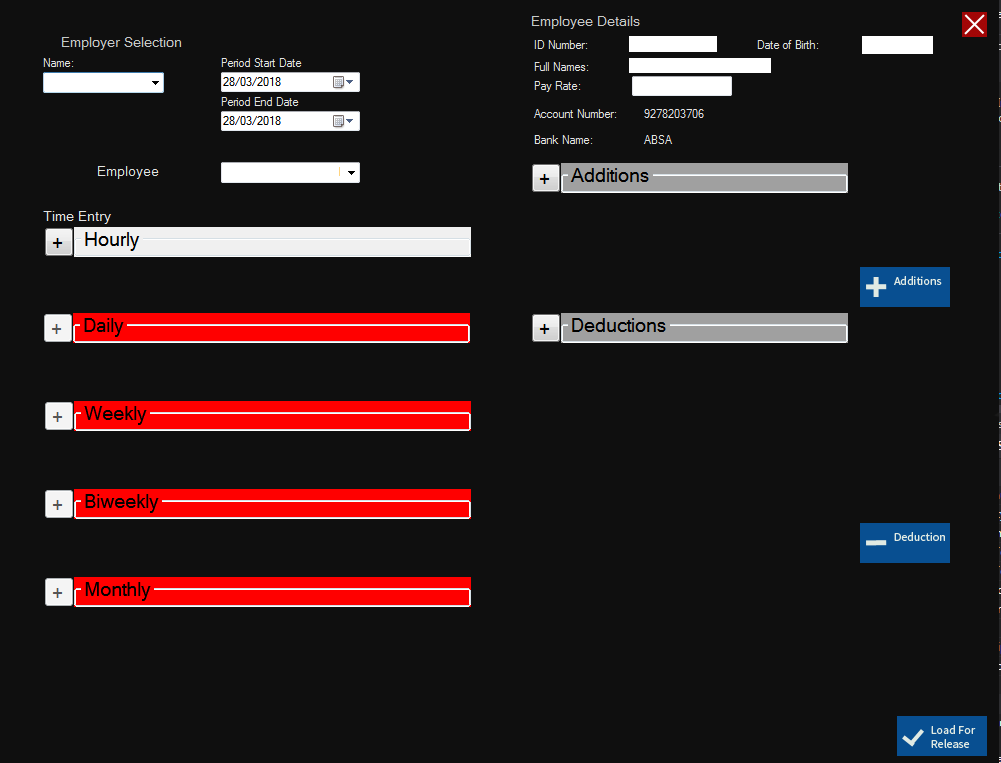 Employer Selection
Name:
Period Start Date
28/03/2018
Period End Date
28/03/2018
Employee
Time Entry
+ Hourly
+ Daily
+ Weekly
+ Biweekly
+ Monthly
Employee Details
ID Number:
Date of Birth:
Full Names:
Pay Rate:
Account Number: 9278203706
Bank Name: ABSA
+ Additions
Additions
+ Deductions
Deduction
Load For
Release